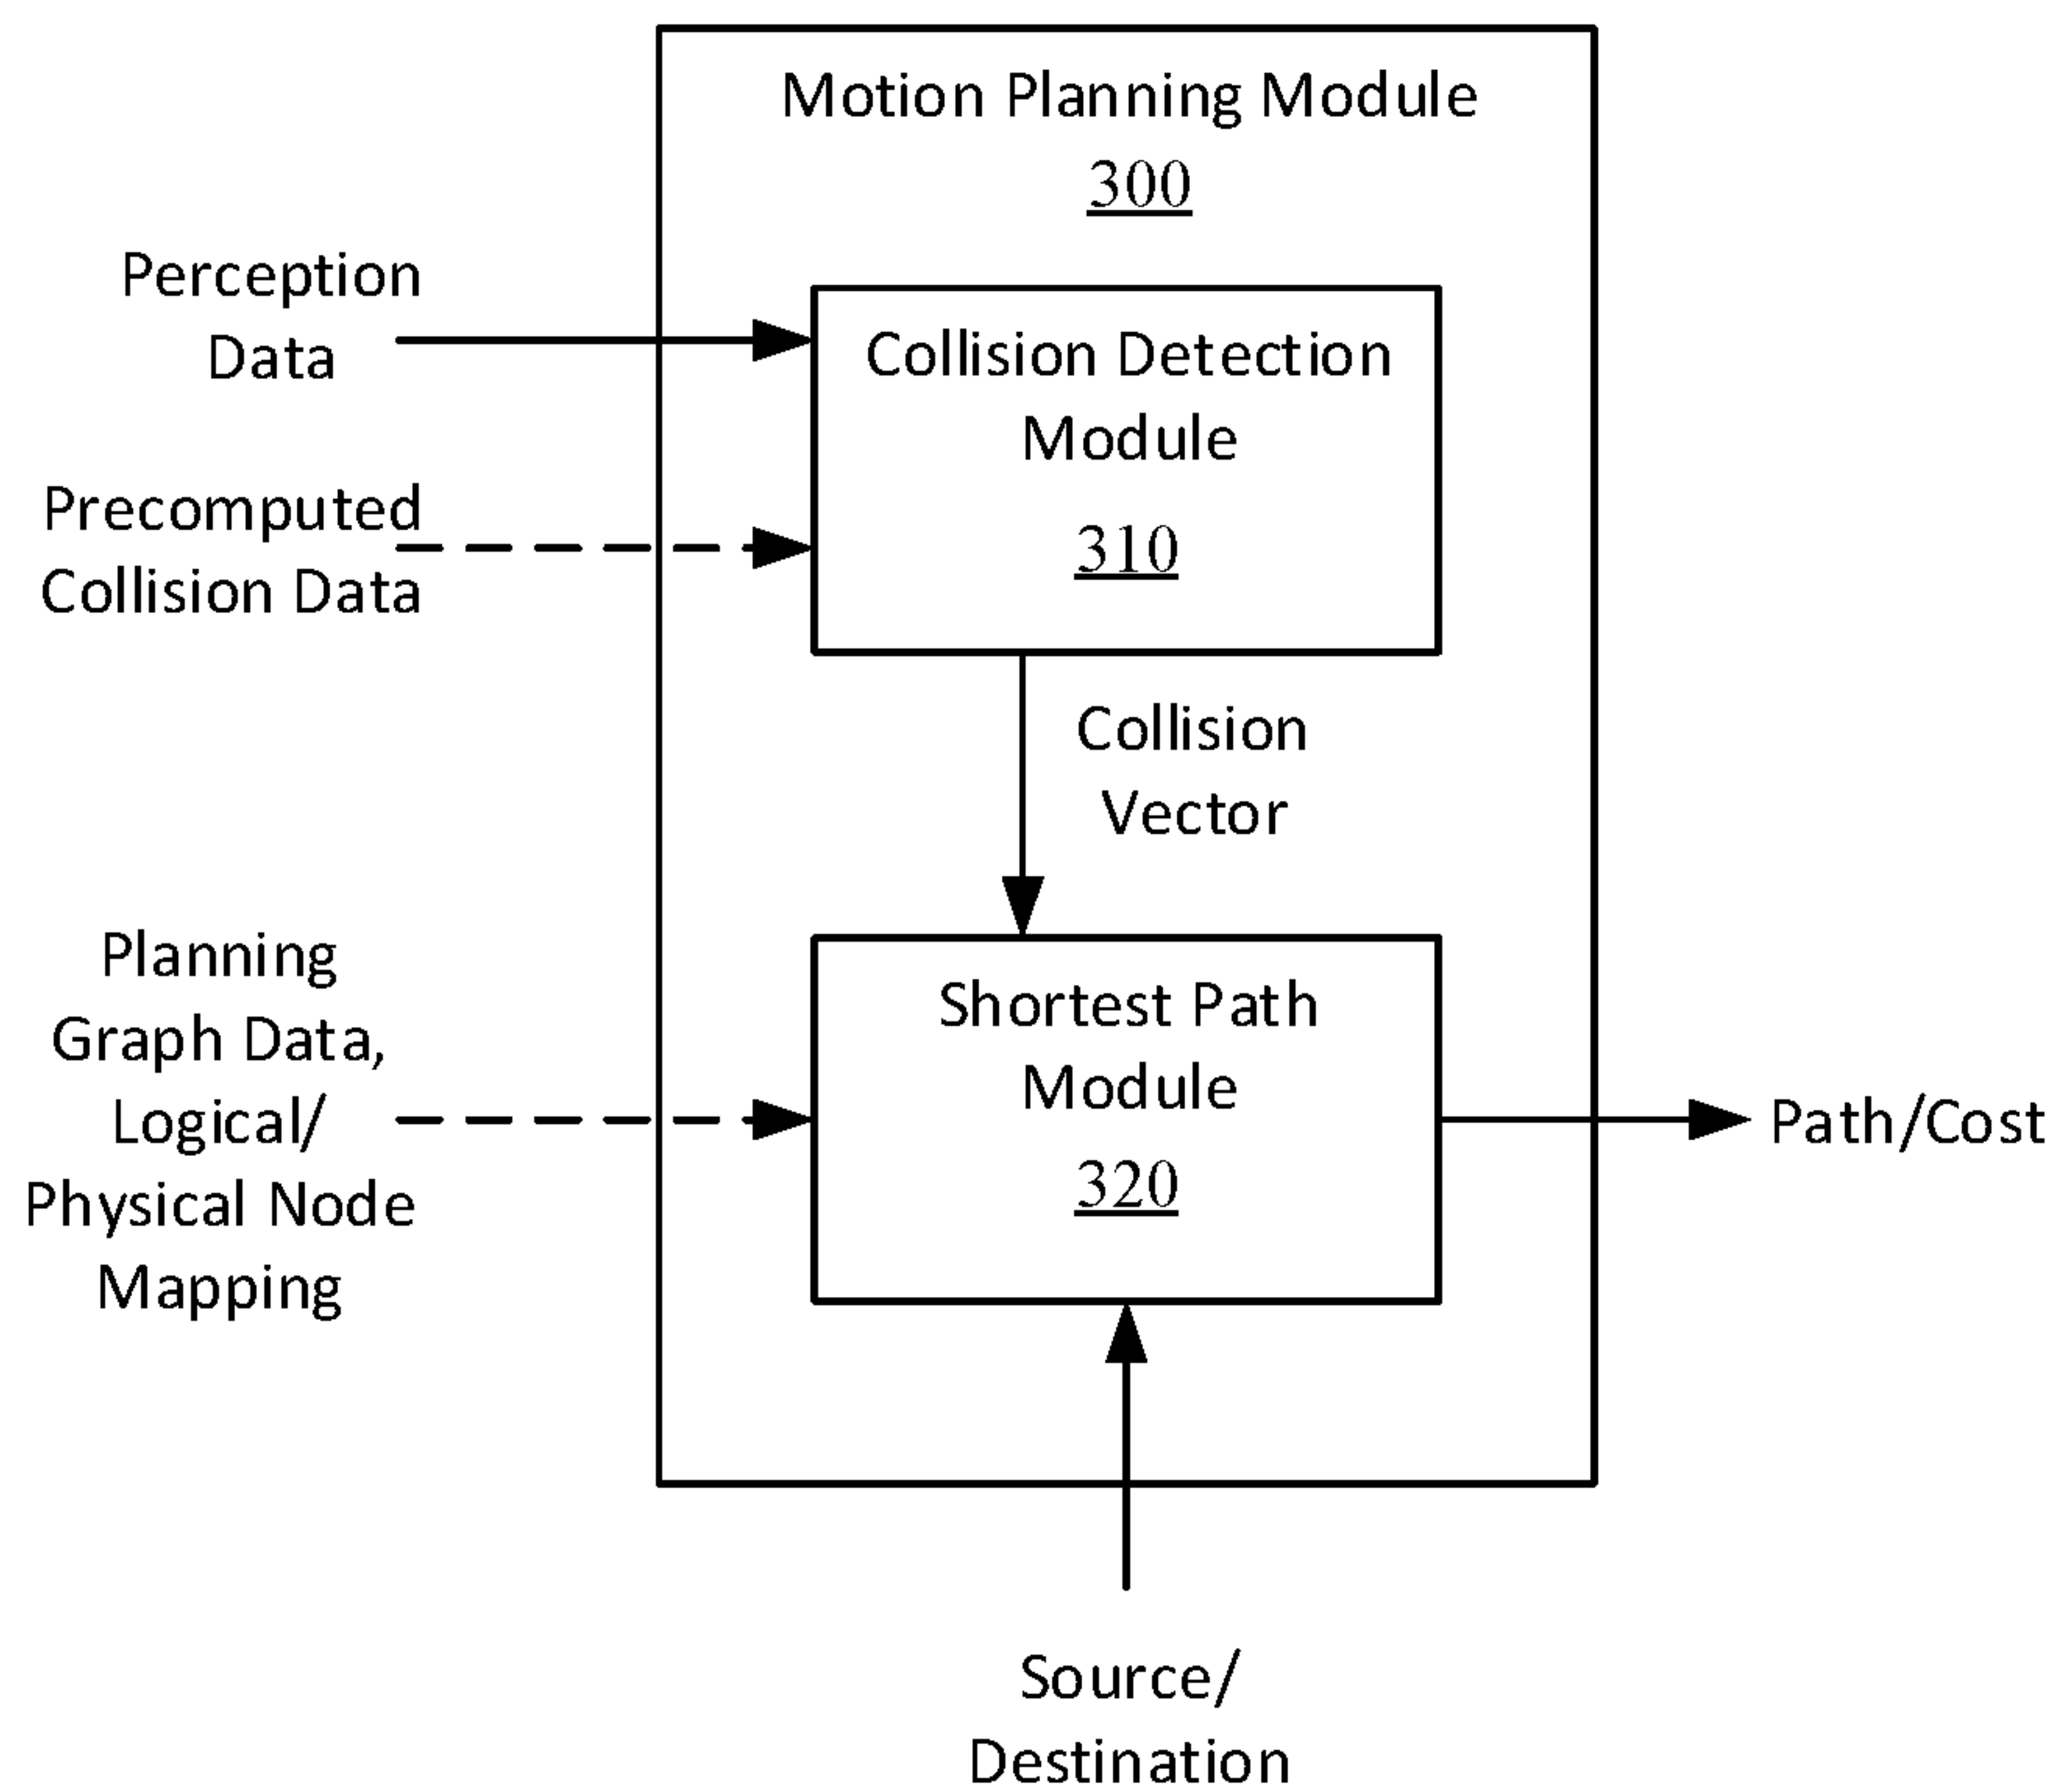 Motion Planning Module
300
Perception
Data
Collision Detection
Module
310
Precomputed
Collision Data
Collision
Vector
Planning
Graph Data,
Logical/
Physical Node
Mapping
Shortest Path
Module
320
Path/Cost
Source/
Destination